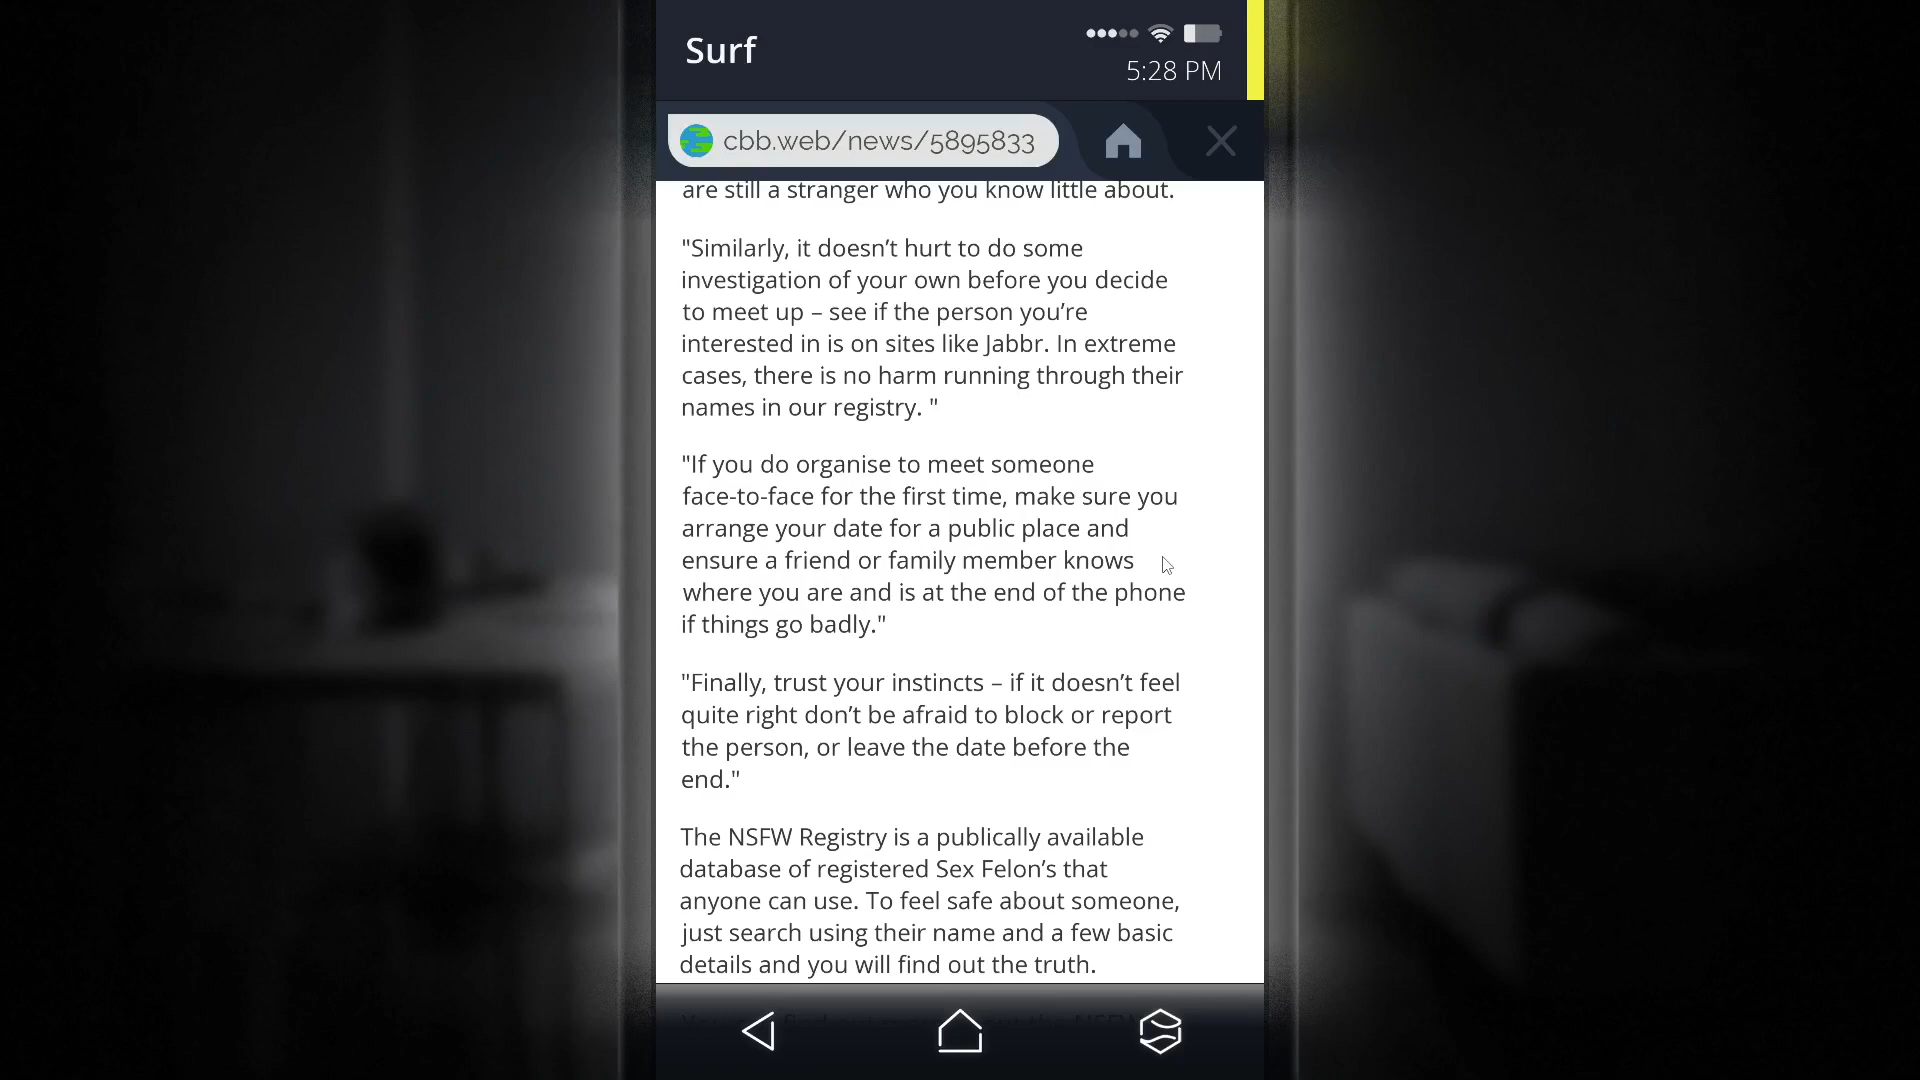 Surf
5:28 PM
cbb.web/news/5895833
are still a stranger who you know little about.
"Similarly, it doesn’t hurt to do some
investigation of your own before you decide
to meet up – see if the person you’re
interested in is on sites like Jabbr. In extreme
cases, there is no harm running through their
names in our registry. "
"If you do organise to meet someone
face-to-face for the first time, make sure you
arrange your date for a public place and
ensure a friend or family member knows
where you are and is at the end of the phone
if things go badly."
"Finally, trust your instincts – if it doesn’t feel
quite right don’t be afraid to block or report
the person, or leave the date before the
end."
The NSFW Registry is a publically available
database of registered Sex Felon’s that
anyone can use. To feel safe about someone,
just search using their name and a few basic
details and you will find out the truth.